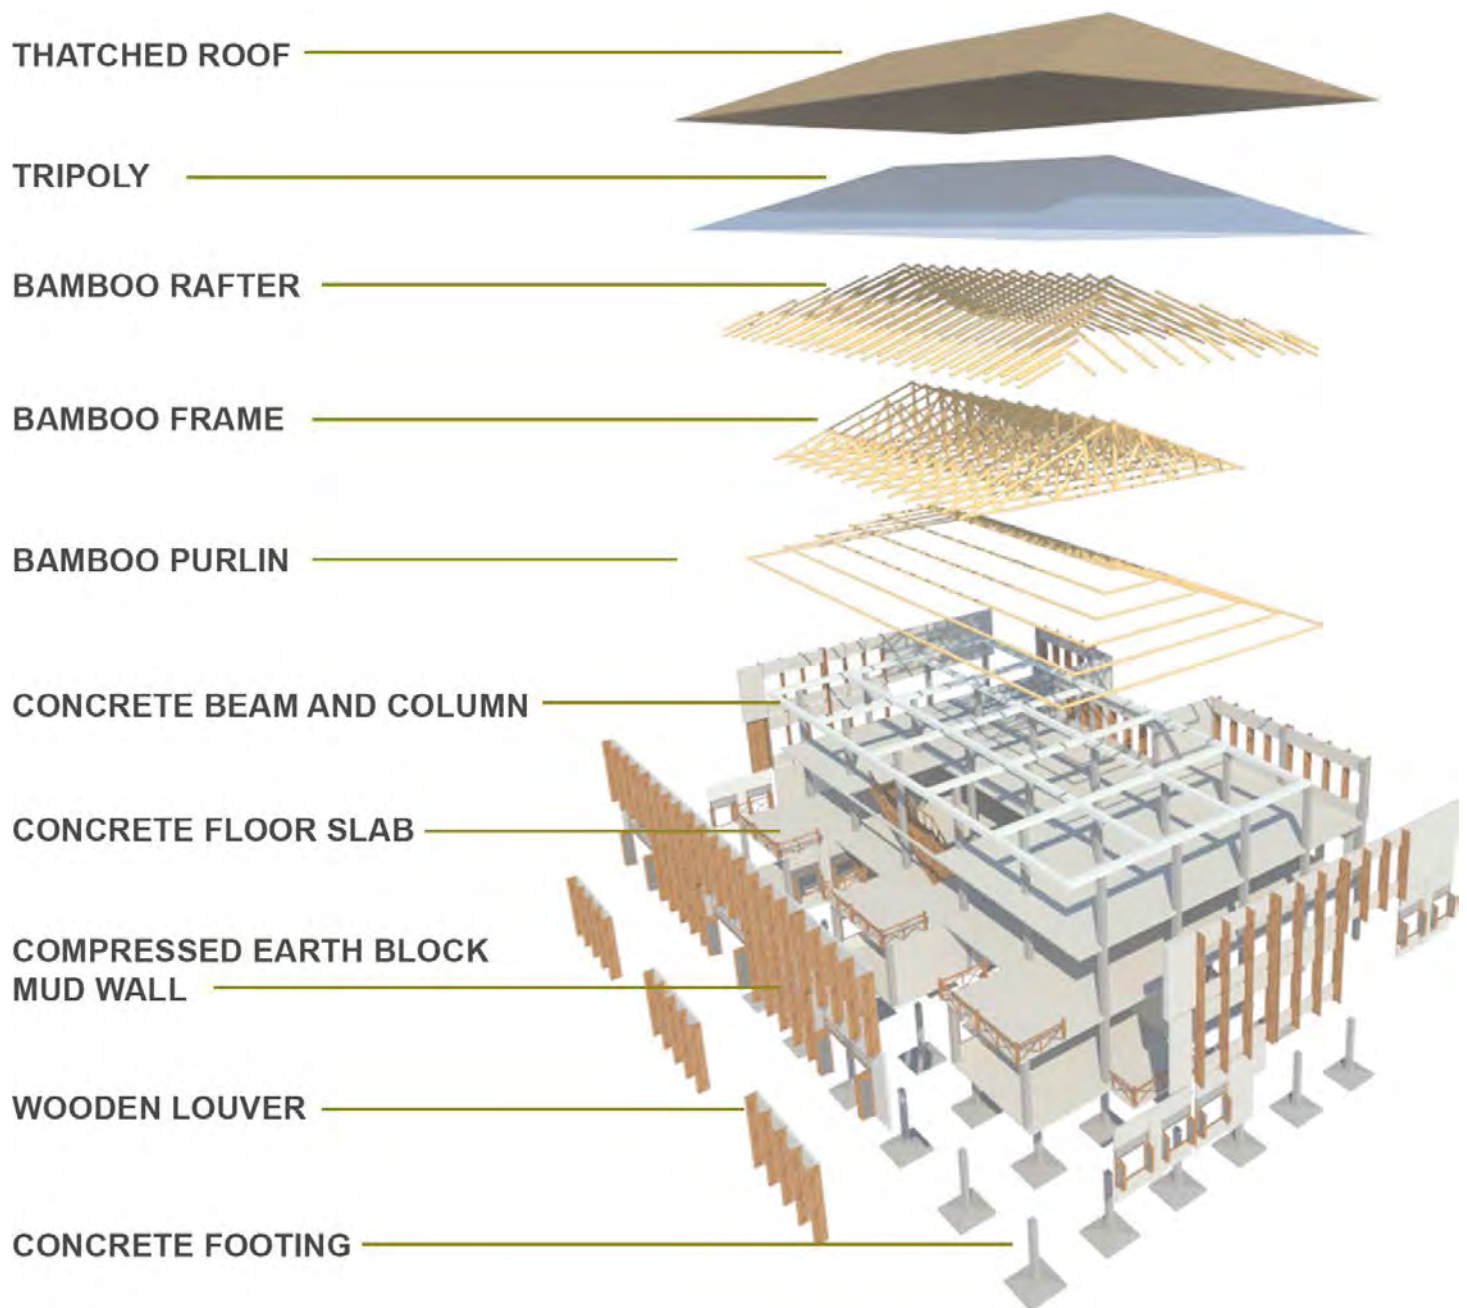 THATCHED ROOF
TRIPOLY
BAMBOO RAFTER
BAMBOO FRAME
BAMBOO PURLIN
CONCRETE BEAM AND COLUMN
CONCRETE FLOOR SLAB
COMPRESSED EARTH BLOCK
MUD WALL
WOODEN LOUVER
CONCRETE FOOTING